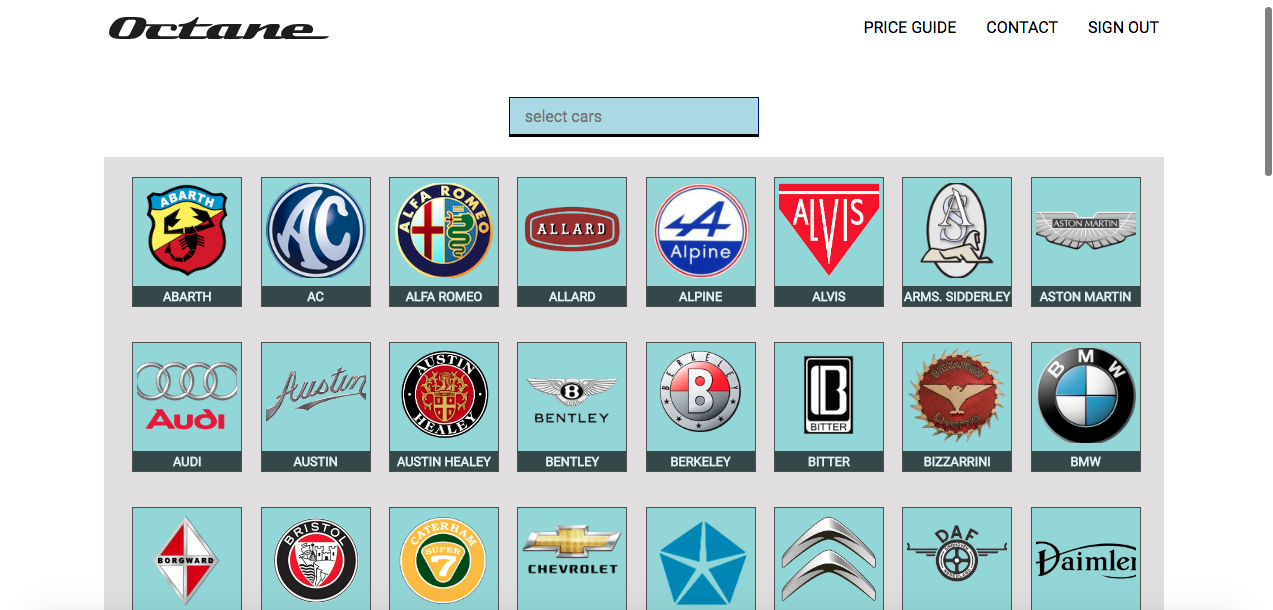 Octane
PRICE GUIDE CONTACT SIGN OUT
select cars
ABARTH
AC
ALFA ROMEO
ALLARD
Alpine
ALVIS
AS
ASTON MARTIN
ABARTH AC ALFA ROMEO ALLARD ALPINE ALVIS ARMS. SIDDERLEY ASTON MARTIN
Audi
Austin
AUSTIN HEALEY
B
BENTLEY
BERKELEY
B
B
BITTER
BMW
AUDI AUSTIN AUSTIN HEALEY BENTLEY BERKELEY BITTER BIZZARRINI BMW
BORGWARD
BRISTOL
CATERHAM
SUPER
7
CHEVROLET
DAF
Daimler